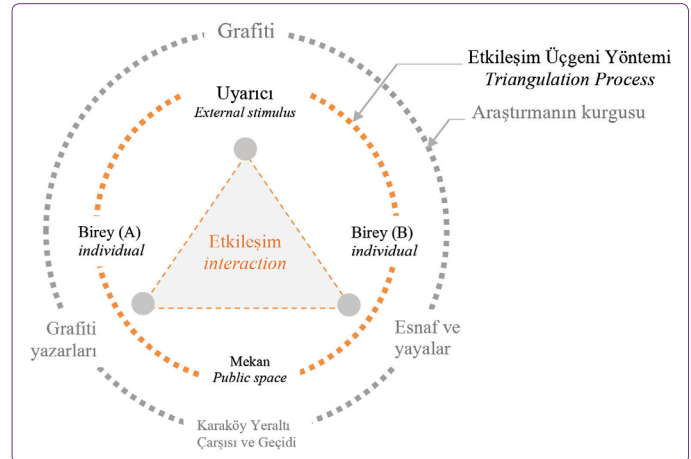 Grafiti
Etkileşim Üçgeni Yöntemi
Triangulation Process
Araştırmanın kurgusu
Uyarıcı
External stimulus
Birey (A)
individual
Etkileşim
interaction
Birey (B)
individual
Grafiti
yazarları
Esnaf ve
yayalar
Mekan
Public space
Karaköy Yeraltı
Çarşısı ve Geçidi